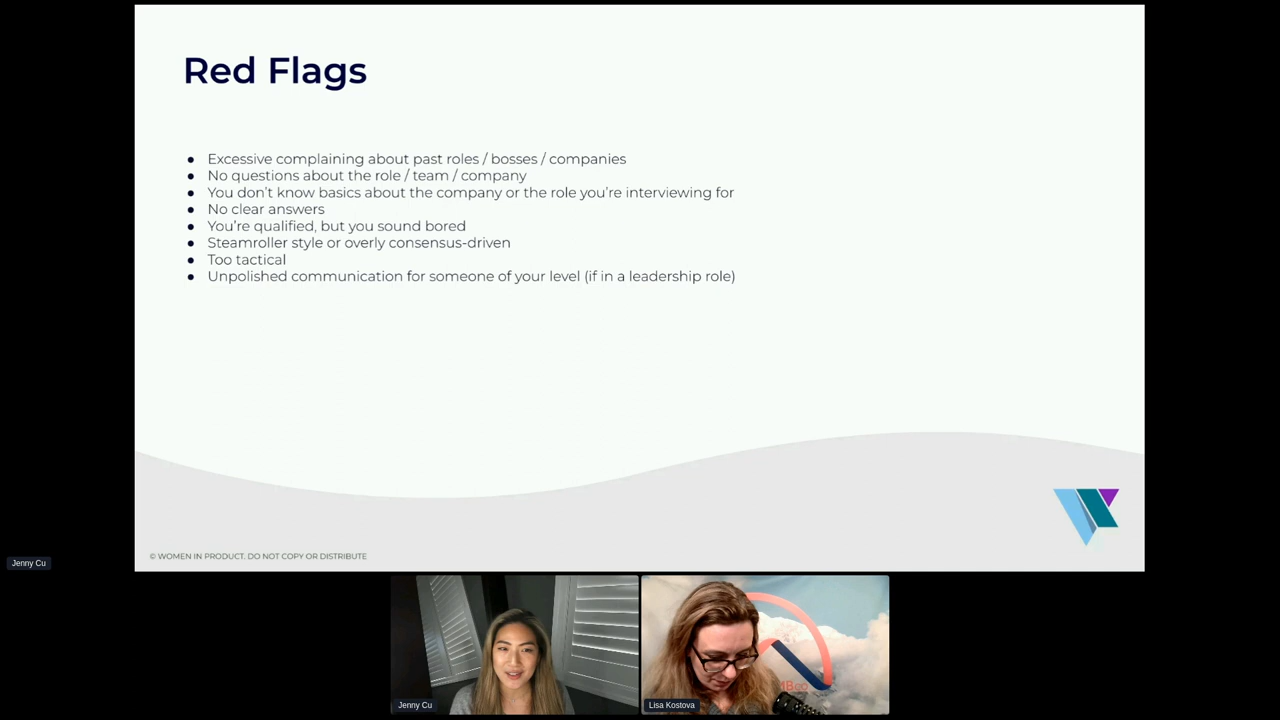 Red Flags
● Excessive complaining about past roles / bosses / companies
● No questions about the role / team / company
● You don't know basics about the company or the role you're interviewing for
● No clear answers
● You're qualified, but you sound bored
● Steamroller style or overly consensus-driven
● Too tactical
● Unpolished communication for someone of your level (if in a leadership role)
© WOMEN IN PRODUCT. DO NOT COPY OR DISTRIBUTE
Jenny Cu
Jenny Cu
Lisa Kostova